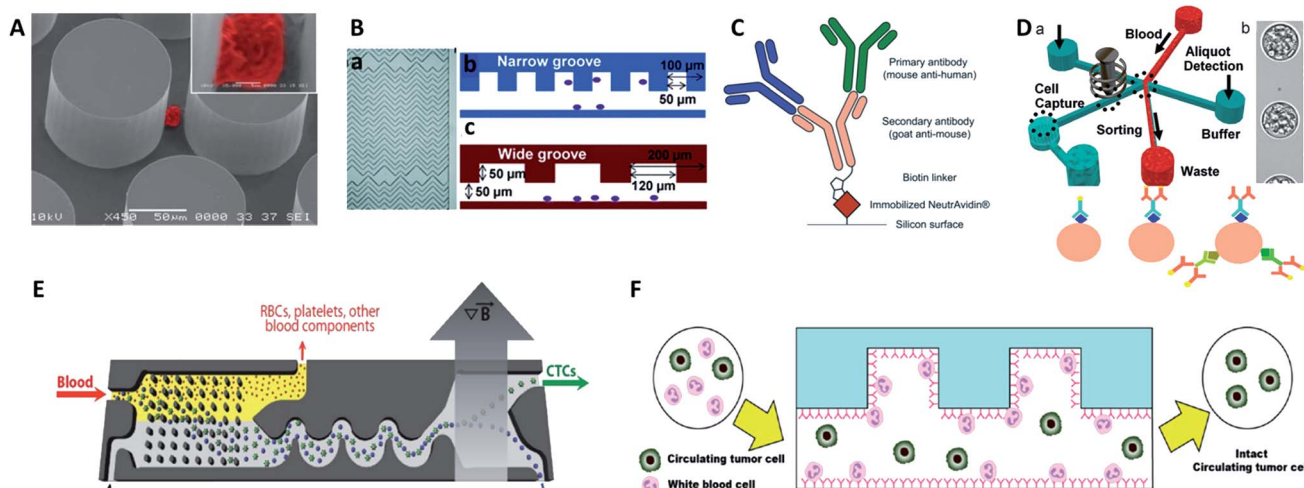 A
10kV X450 50µm 0000 33 37 SEI
B
a
b
Narrow groove
100 µm
50 µm
c
Wide groove
200 µm
50 µm
50 µm
120 µm
C
Primary antibody
(mouse anti-human)
Secondary antibody
(goat anti-mouse)
Biotin linker
Immobilized NeutrAvidin®
Silicon surface
D
a
b
Blood
Aliquot
Detection
Cell
Capture
Sorting
Buffer
Waste
E
RBCs, platelets, other
blood components
▽B
Blood
CTCs
F
Circulating tumor cell
White blood cell
Intact
Circulating tumor ce